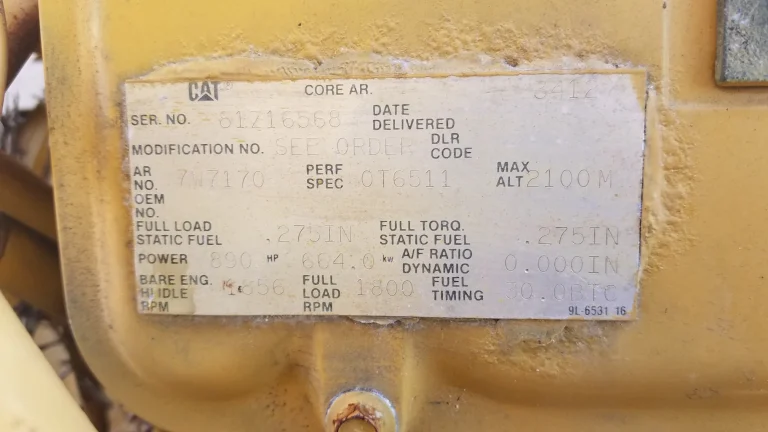 CAT CORE AR. 3412
SER. NO. 81Z16568 DATE DELIVERED
MODIFICATION NO. SEE ORDER DLR CODE
AR NO. 7W7170 PERF SPEC 0T6511 MAX ALT 2100M
OEM NO.
FULL LOAD STATIC FUEL .275IN FULL TORQ. STATIC FUEL .275IN
POWER 890 HP 664.0 kw A/F RATIO DYNAMIC 0.000IN
BARE ENG. HI IDLE RPM FULL LOAD RPM 1800 FUEL TIMING
9L-6531 16